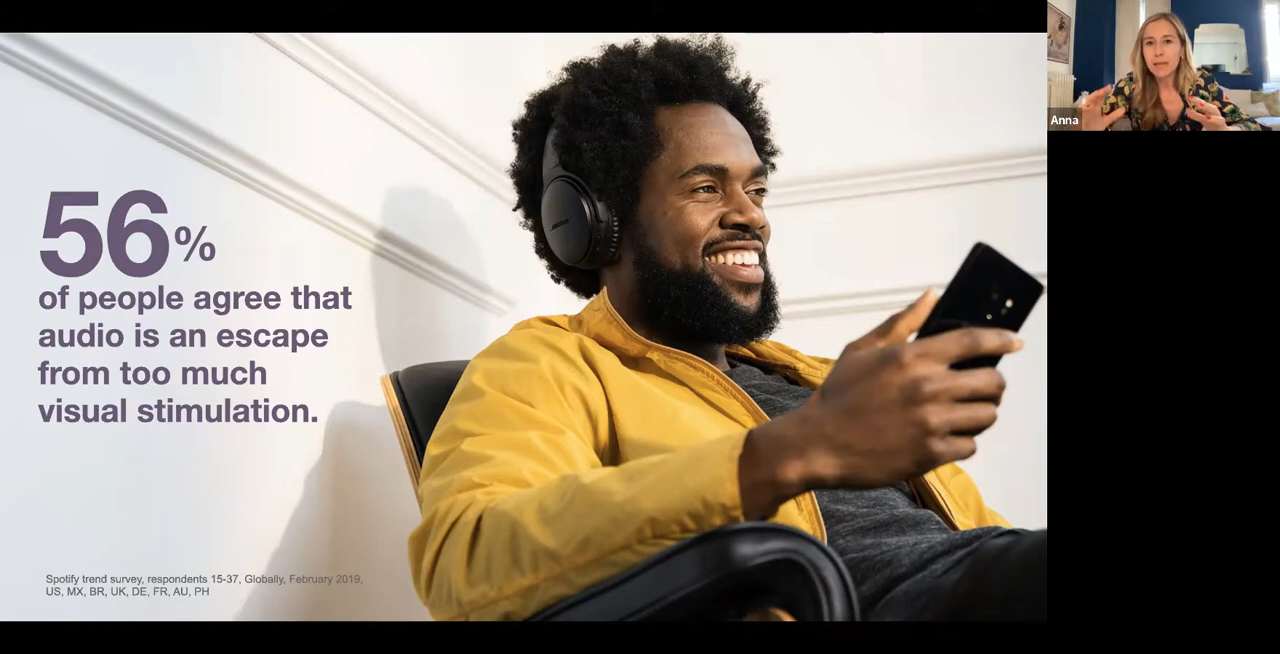 56%
of people agree that
audio is an escape
from too much
visual stimulation.
Spotify trend survey, respondents 15-37, Globally, February 2019,
US, MX, BR, UK, DE, FR, AU, PH
Anna